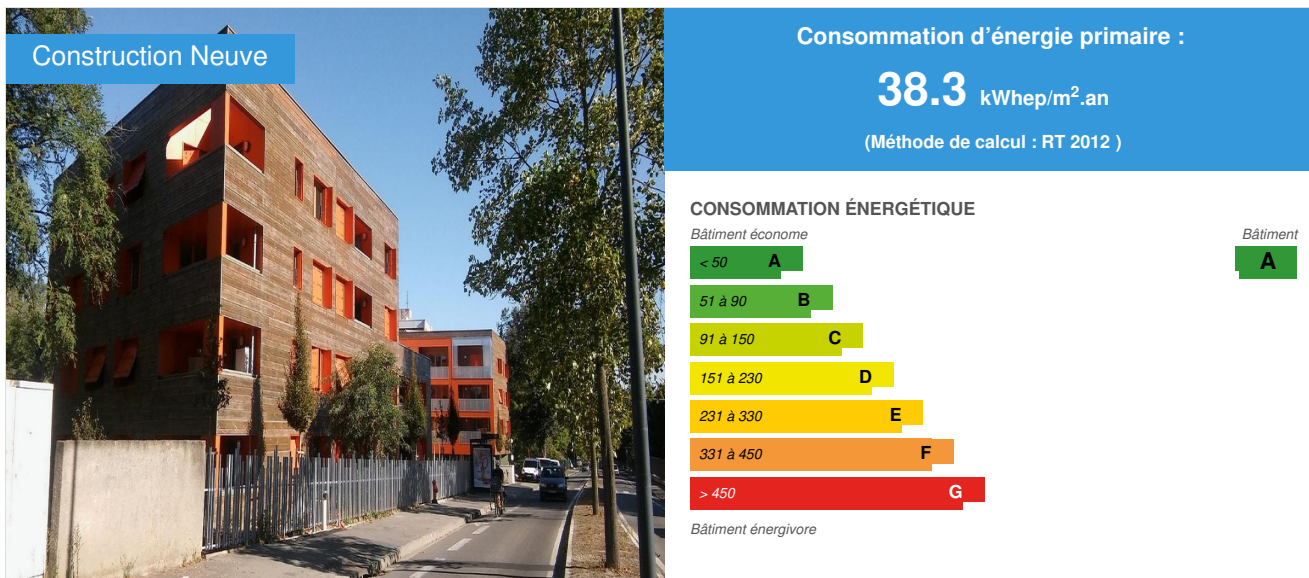 Construction Neuve
Consommation d'énergie primaire :
38.3 kWhep/m².an
(Méthode de calcul : RT 2012 )
CONSOMMATION ÉNERGÉTIQUE
Bâtiment économe
Bâtiment
< 50 A
A
51 à 90 B
91 à 150 C
151 à 230 D
231 à 330 E
331 à 450 F
> 450 G
Bâtiment énergivore